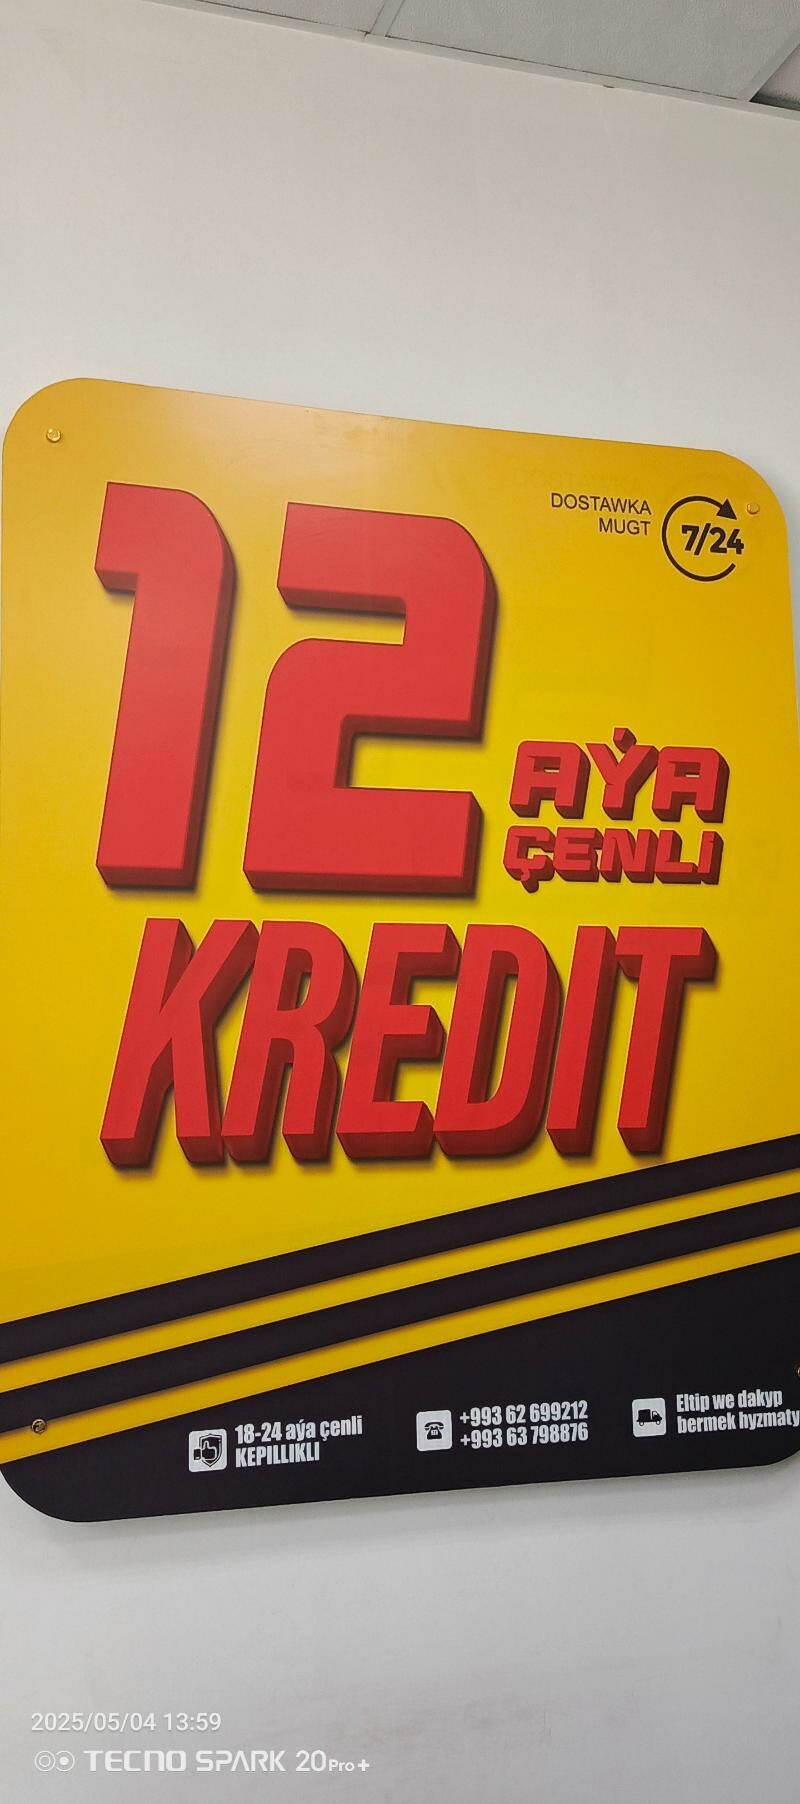 DOSTAWKA
MUGT
7/24
12
AÝA
ÇENLI
KREDIT
18-24 aýa çenli
KEPILLIKLI
+993 62 699212
+993 63 798876
Eltip we dakyp
bermek hyzmaty
2025/05/04 13:59
TECNO SPARK 20Pro+